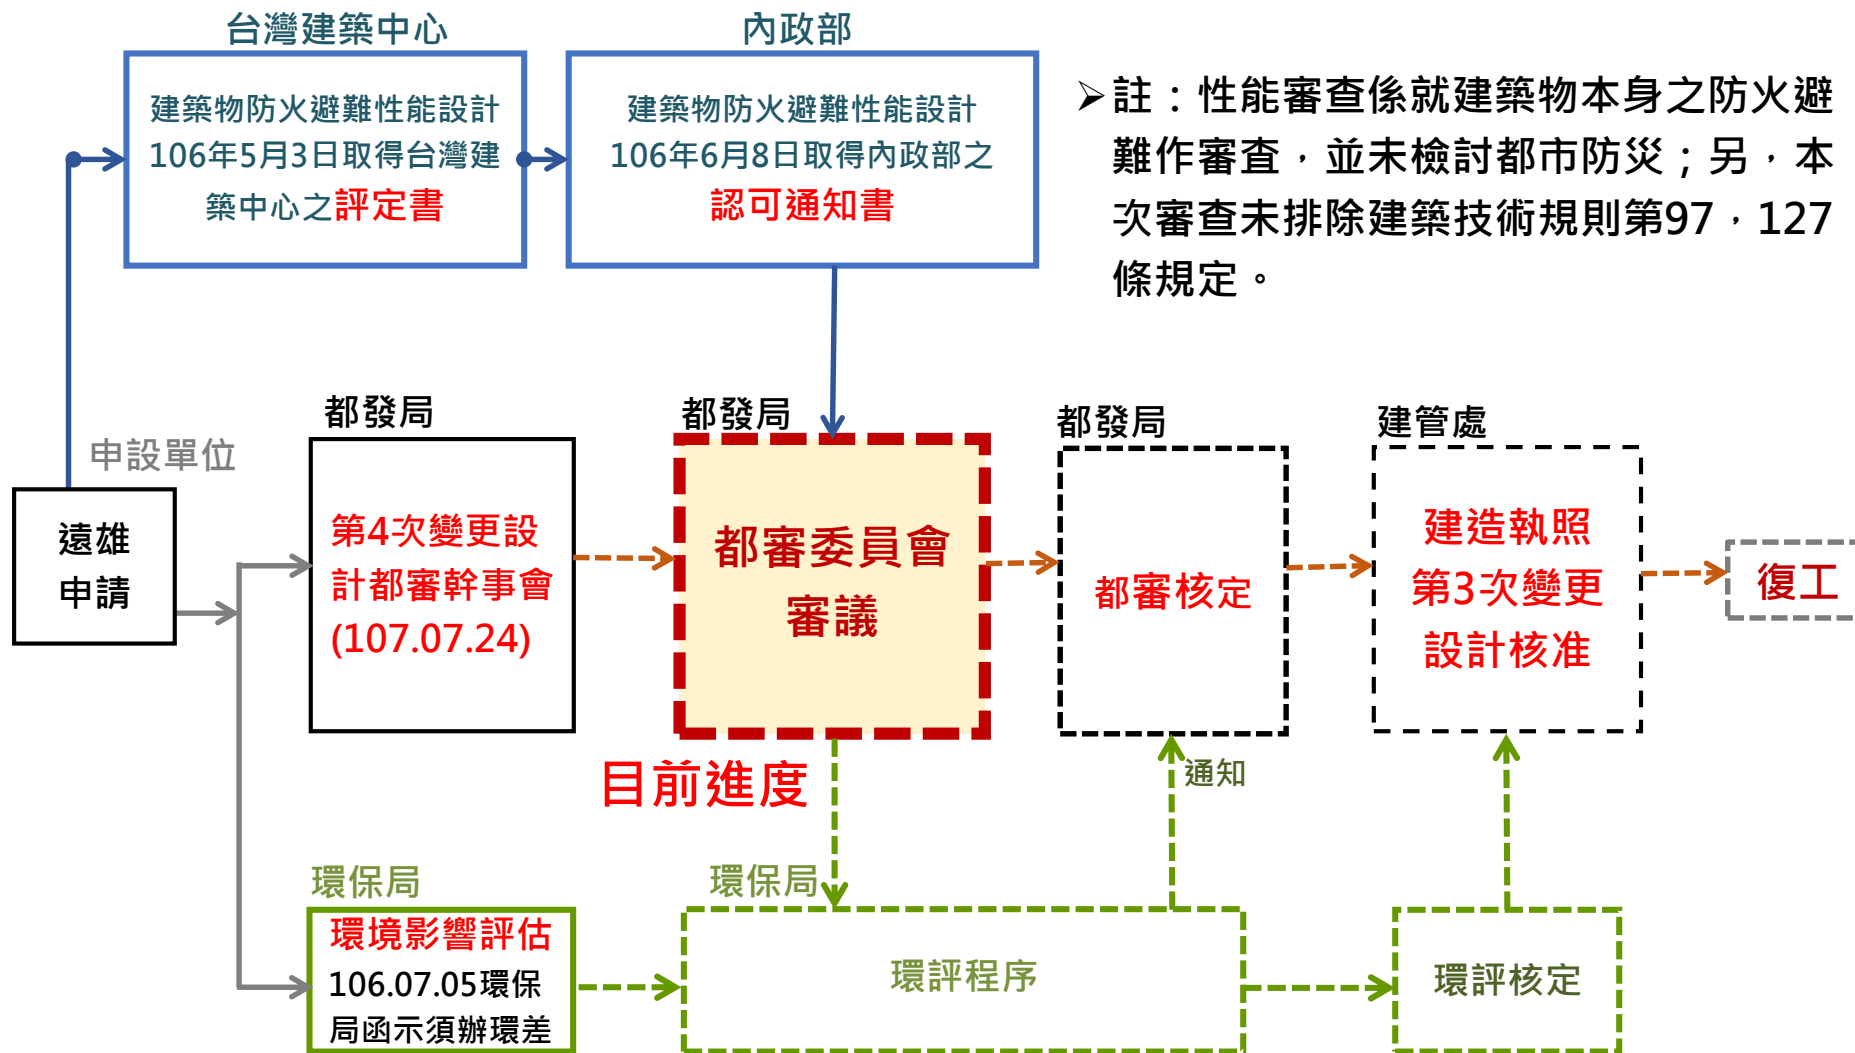 台灣建築中心
建築物防火避難性能設計
106年5月3日取得台灣建
築中心之評定書
內政部
建築物防火避難性能設計
106年6月8日取得內政部之
認可通知書
➢註：性能審查係就建築物本身之防火避
難作審查，並未檢討都市防災；另，本
次審查未排除建築技術規則第97，127
條規定。
申設單位
遠雄
申請
都發局
第4次變更設
計都審幹事會
(107.07.24)
都發局
都審委員會
審議
目前進度
都發局
都審核定
建管處
建造執照
第3次變更
設計核准
復工
通知
環保局
環境影響評估
106.07.05環保
局函示須辦環差
環保局
環評程序
環評核定